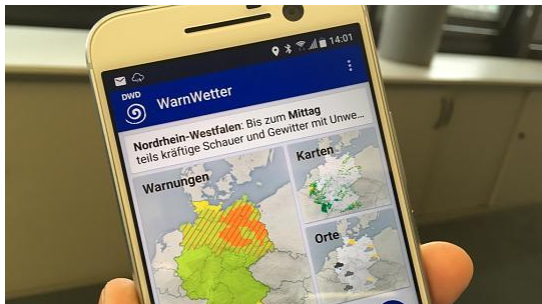 14:01
DWD
WarnWetter
Nordrhein-Westfalen: Bis zum Mittag
teils kräftige Schauer und Gewitter mit Unwe...
Warnungen
Karten
Orte